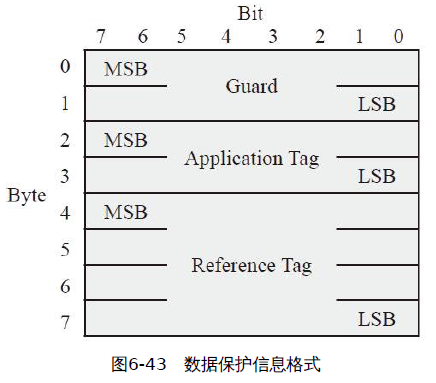 Bit
7 6 5 4 3 2 1 0
0 MSB
Guard
1 LSB
2 MSB
Application Tag
3 LSB
Byte
4 MSB
5
Reference Tag
6
7 LSB
图6-43 数据保护信息格式